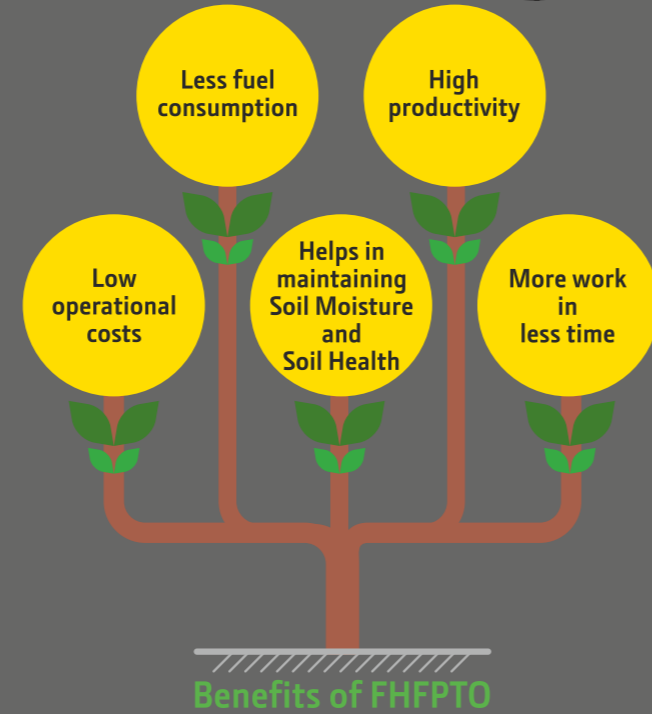 Less fuel
consumption
High
productivity
Low
operational
costs
Helps in
maintaining
Soil Moisture
and
Soil Health
More work
in
less time
Benefits of FHFPTO